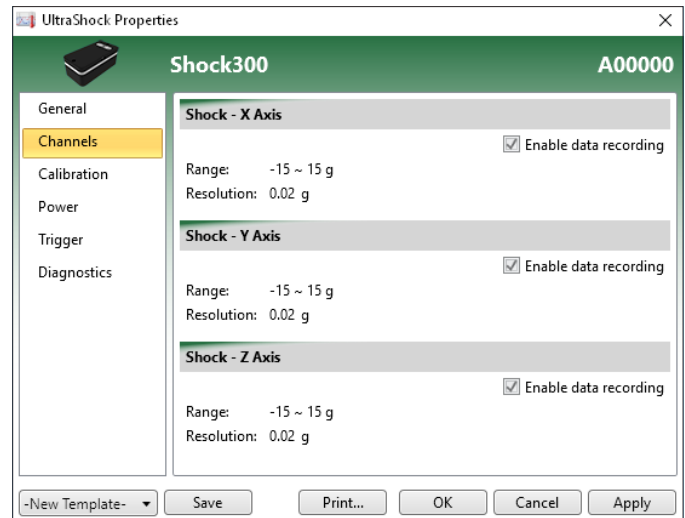 UltraShock Properties
Shock300
A00000
General
Channels
Calibration
Power
Trigger
Diagnostics
Shock - X Axis
Enable data recording
Range: -15 ~ 15 g
Resolution: 0.02 g
Shock - Y Axis
Enable data recording
Range: -15 ~ 15 g
Resolution: 0.02 g
Shock - Z Axis
Enable data recording
Range: -15 ~ 15 g
Resolution: 0.02 g
-New Template-
Save
Print...
OK
Cancel
Apply